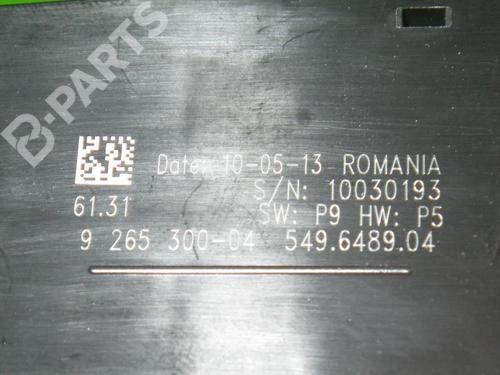 B-PARTS
Date: 10-05-13 ROMANIA
S/N: 10030193
61.31 SW: P9 HW: P5
9 265 300-04 549.6489.04